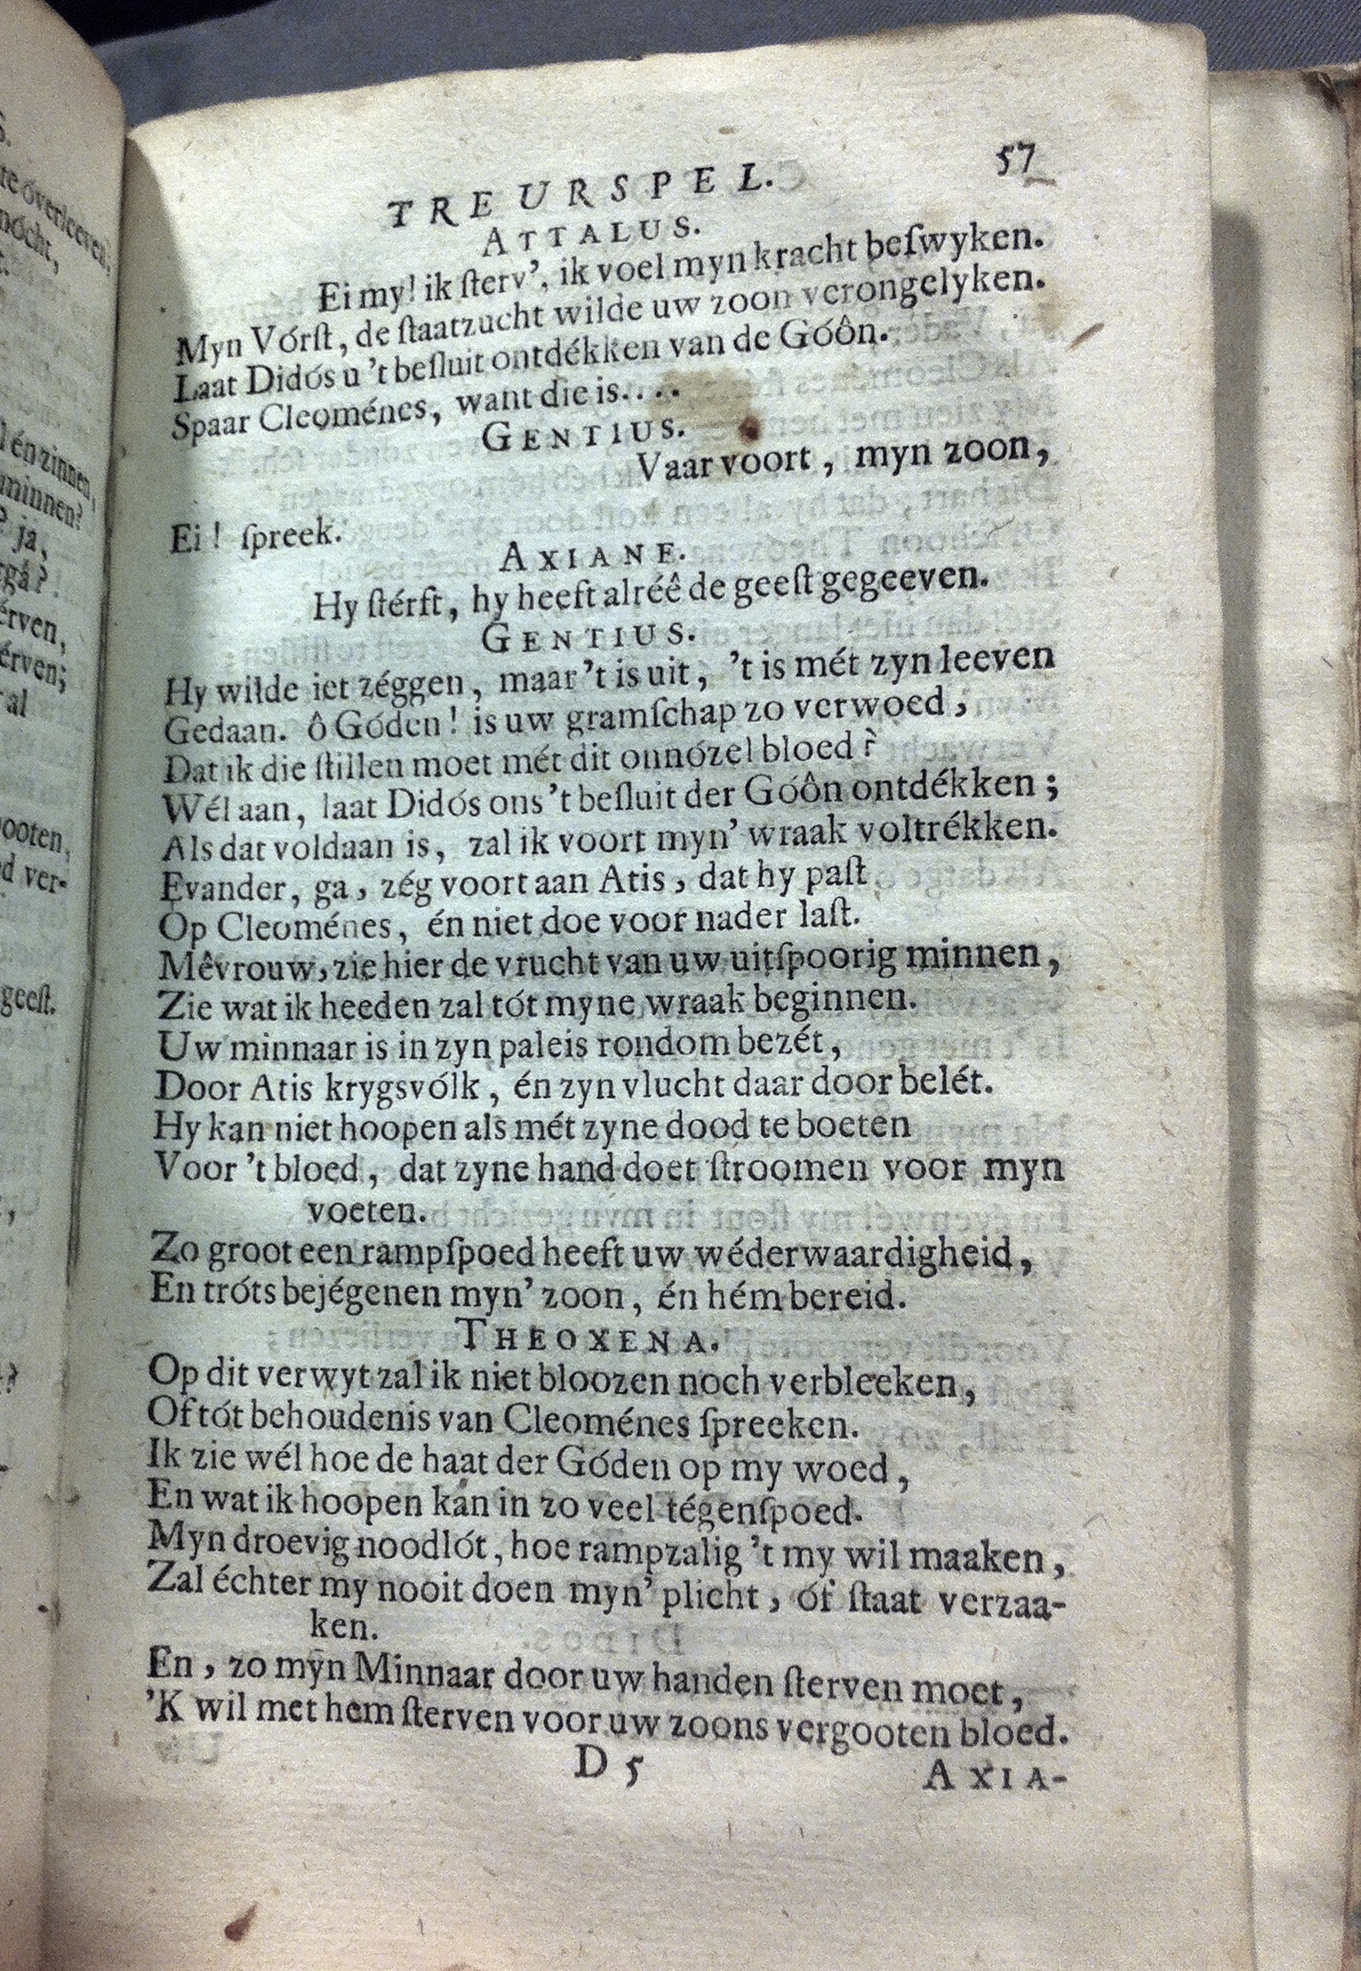 TREURSPEL. 57
ATTALUS.
Ei my! ik ſterv', ik voel myn kracht beſwyken.
Myn Vórſt, de ſtaatzucht wilde uw zoon verongelyken.
Laat Didós u 't beſluit ontdékken van de Góôn.
Spaar Cleoménes, want die is....
GENTIUS.
Vaar voort, myn zoon,
Ei! ſpreek.
AXIANE.
Hy ſtérft, hy heeft alréê de geeſt gegeeven.
GENTIUS.
Hy wilde iet zéggen, maar 't is uit, 't is mét zyn leeven
Gedaan. ô Góden! is uw gramſchap zo verwoed,
Dat ik die ſtillen moet mét dit onnózel bloed?
Wél aan, laat Didós ons 't beſluit der Góôn ontdékken;
Als dat voldaan is, zal ik voort myn' wraak voltrékken.
Evander, ga, zég voort aan Atis, dat hy paſt
Op Cleoménes, én niet doe voor nader laſt.
Mêvrouw, zie hier de vrucht van uw uitſpoorig minnen,
Zie wat ik heeden zal tót myne wraak beginnen.
Uw minnaar is in zyn paleis rondom bezét,
Door Atis krygsvólk, én zyn vlucht daar door belét.
Hy kan niet hoopen als mét zyne dood te boeten
Voor 't bloed, dat zyne hand doet ſtroomen voor myn
voeten.
Zo groot een rampſpoed heeft uw wéderwaardigheid,
En tróts bejégenen myn' zoon, én hém bereid.
THEOXENA.
Op dit verwyt zal ik niet bloozen noch verbleeken,
Of tót behoudenis van Cleoménes ſpreeken.
Ik zie wél hoe de haat der Góden op my woed,
En wat ik hoopen kan in zo veel tégenſpoed.
Myn droevig noodlót, hoe rampzalig 't my wil maaken,
Zal échter my nooit doen myn' plicht, óf ſtaat verzaa-
ken.
En, zo myn Minnaar door uw handen ſterven moet,
'K wil met hem ſterven voor uw zoons vergooten bloed.
D 5 AXIA-